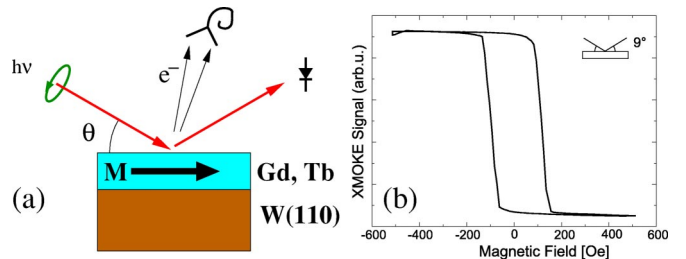 hν
e⁻
θ
M
Gd, Tb
W(110)
(a)
XMOKE Signal (arb.u.)
9°
(b)
-600 -400 -200 0 200 400 600
Magnetic Field [Oe]